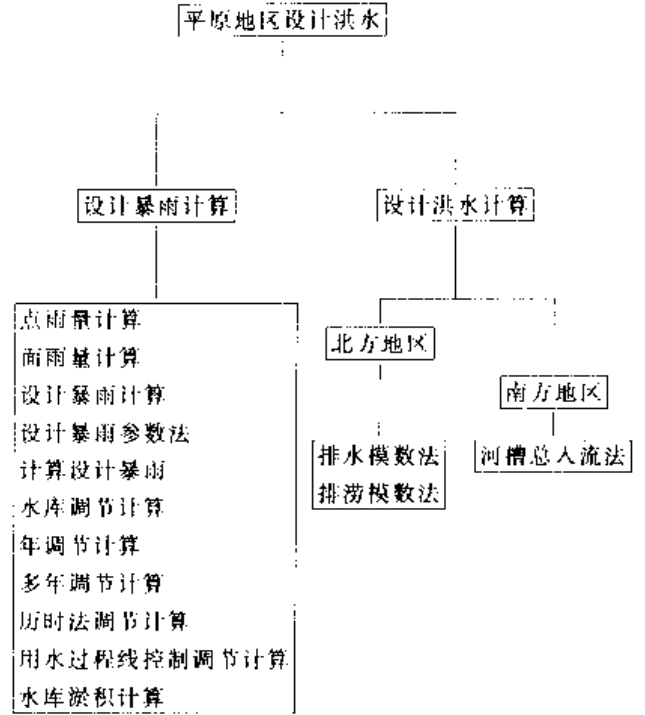 平原地区设计洪水
设计暴雨计算
设计洪水计算
点雨量计算
面雨量计算
设计暴雨计算
设计暴雨参数法
计算设计暴雨
水库调节计算
年调节计算
多年调节计算
历时法调节计算
用水过程线控制调节计算
水库淤积计算
北方地区
排水模数法
排涝模数法
南方地区
河槽总入流法